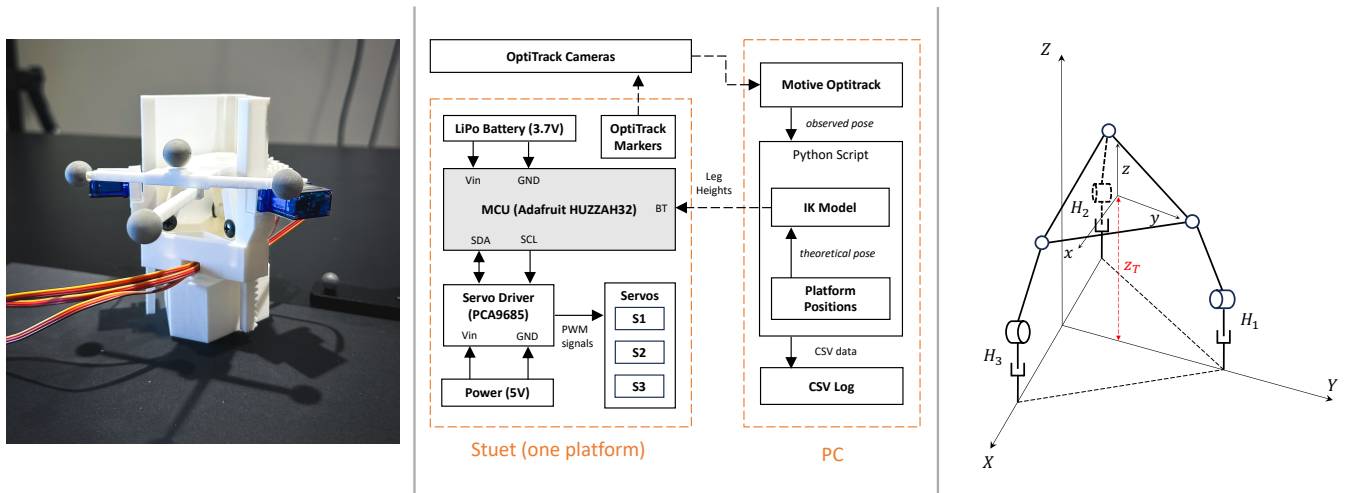 OptiTrack Cameras
LiPo Battery (3.7V)
OptiTrack
Markers
Vin
GND
MCU (Adafruit HUZZAH32)
BT
SDA
SCL
Servo Driver
(PCA9685)
Vin
GND
PWM
signals
Servos
S1
S2
S3
Power (5V)
Stuet (one platform)
Leg
Heights
Motive Optitrack
observed pose
Python Script
IK Model
theoretical pose
Platform
Positions
CSV data
CSV Log
PC
Z
z
H₂
y
x
z_T
H₁
H₃
Y
X